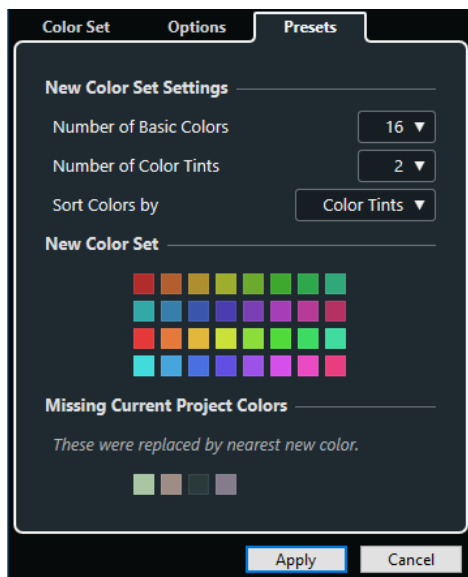 Color Set Options Presets
New Color Set Settings
Number of Basic Colors 16
Number of Color Tints 2
Sort Colors by Color Tints
New Color Set
Missing Current Project Colors
These were replaced by nearest new color.
Apply Cancel